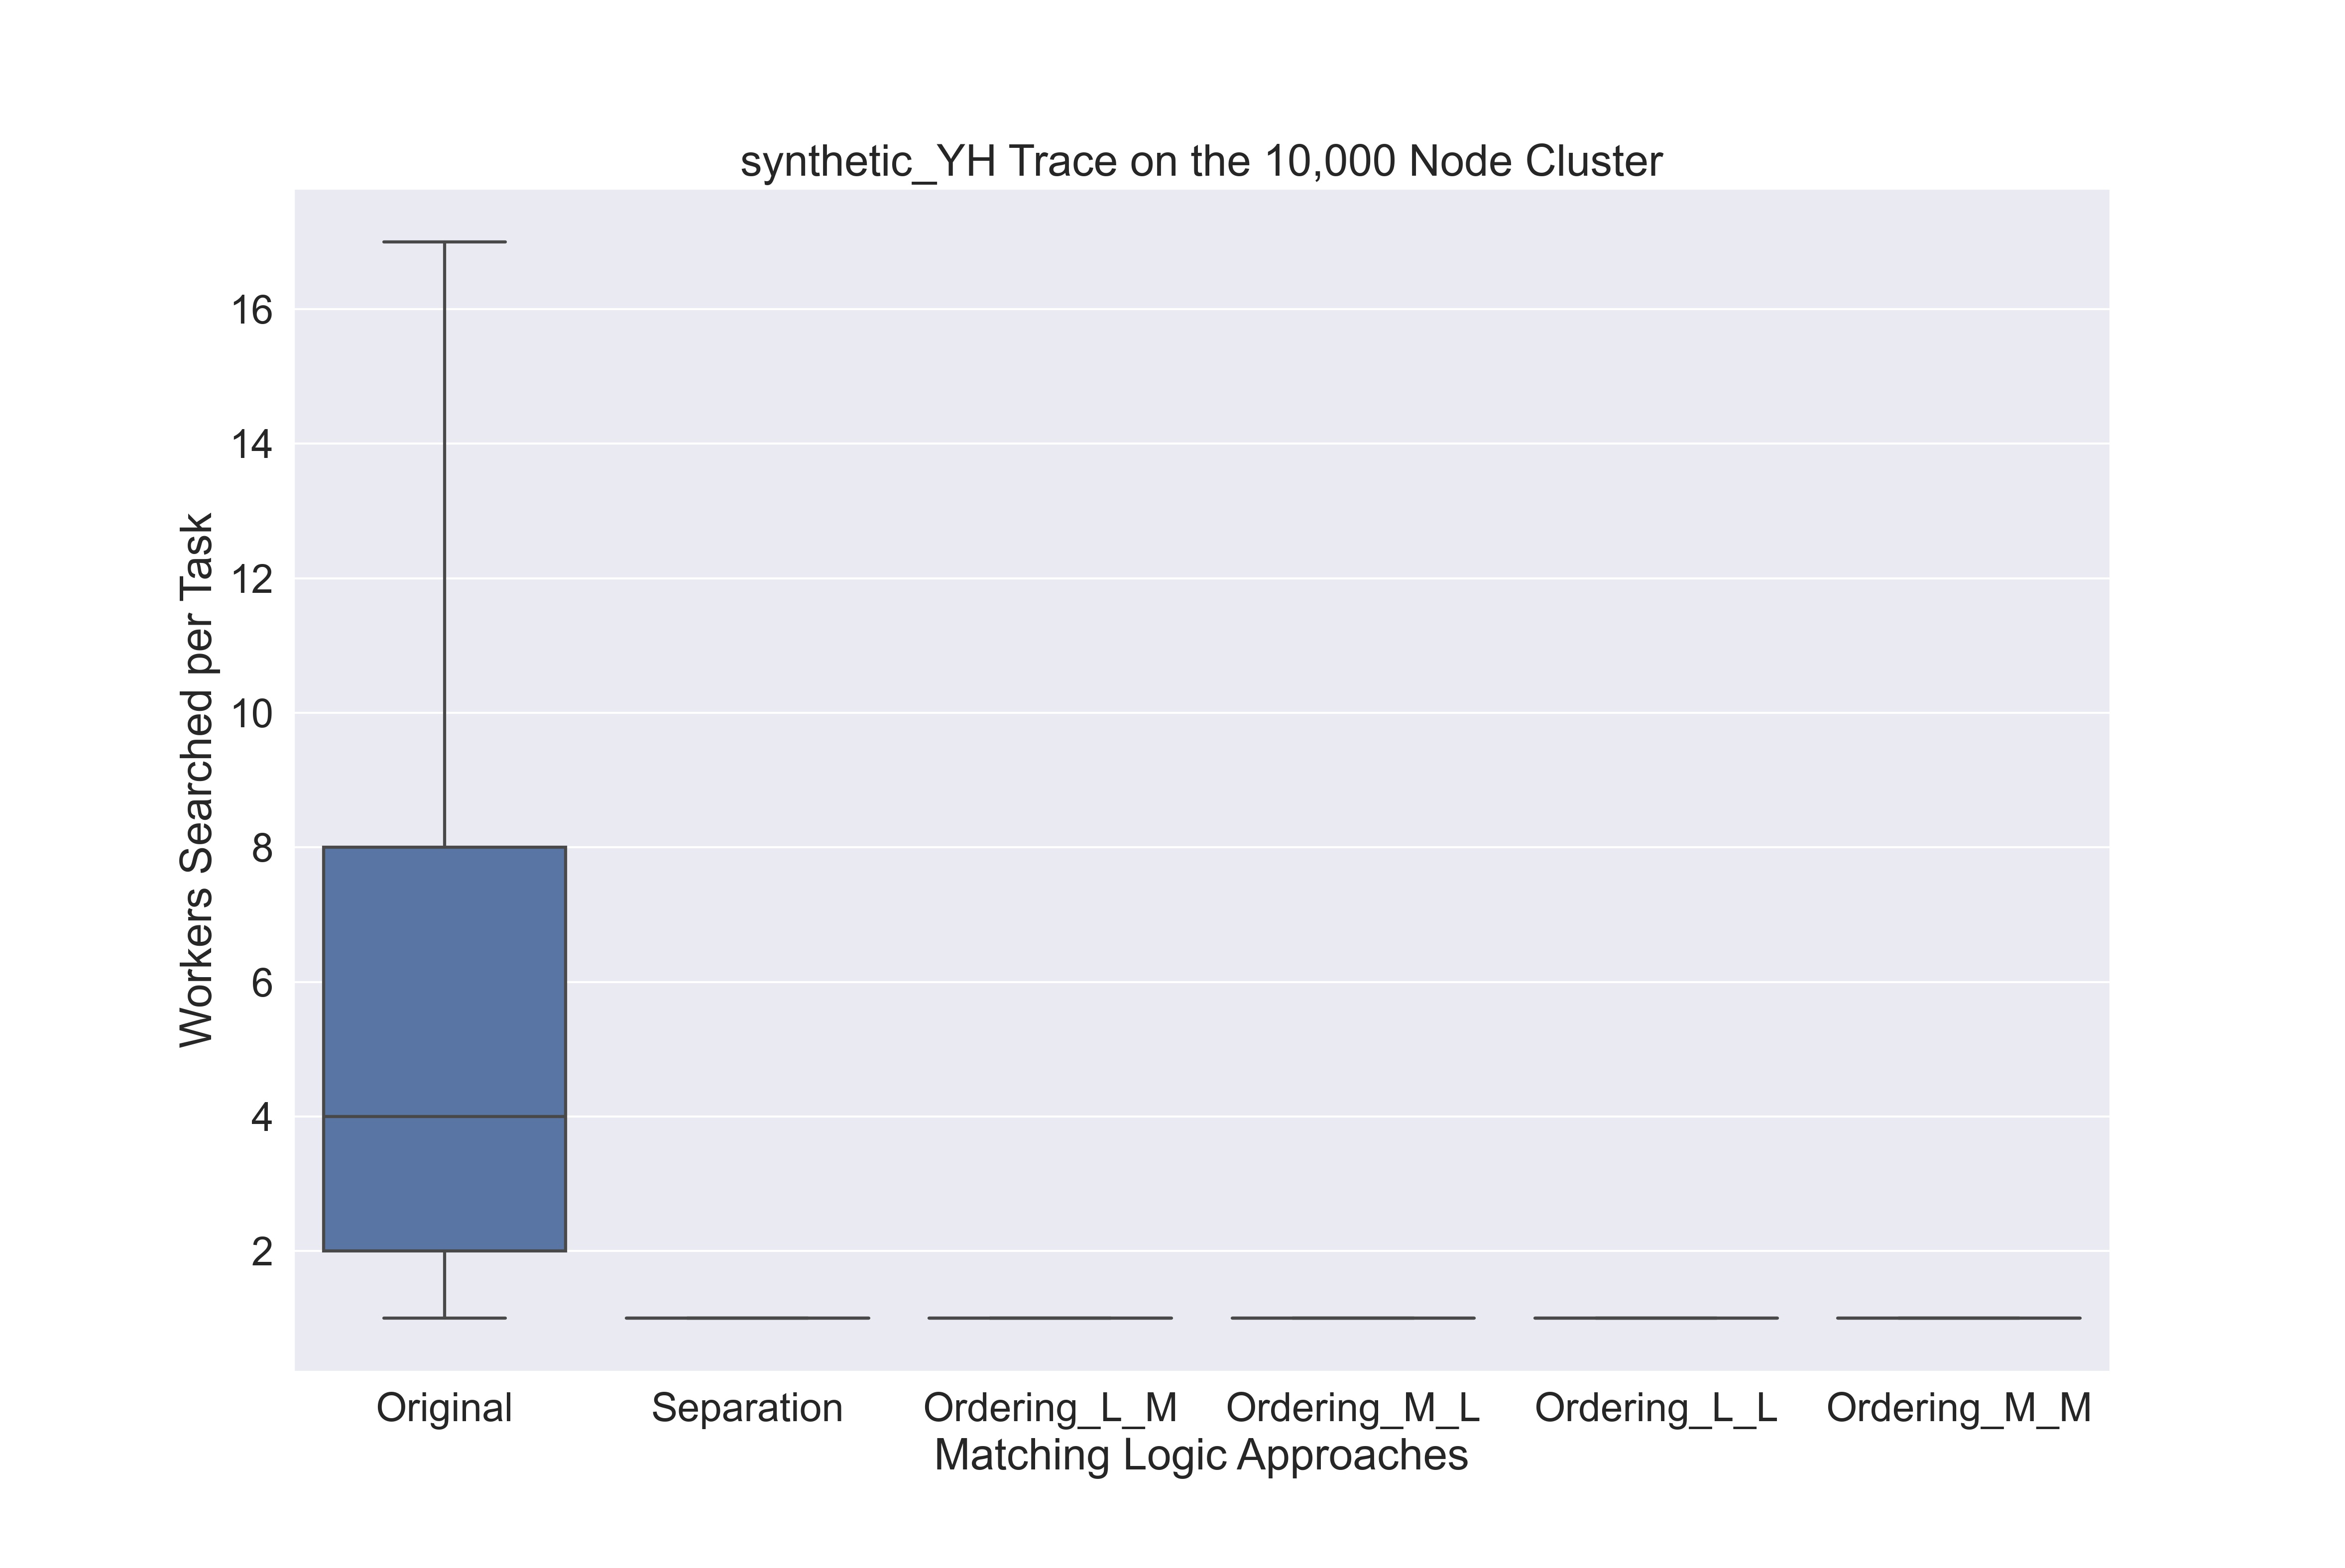 synthetic_YH Trace on the 10,000 Node Cluster
Workers Searched per Task
16
14
12
10
8
6
4
2
Original Separation Ordering_L_M Ordering_M_L Ordering_L_L Ordering_M_M
Matching Logic Approaches